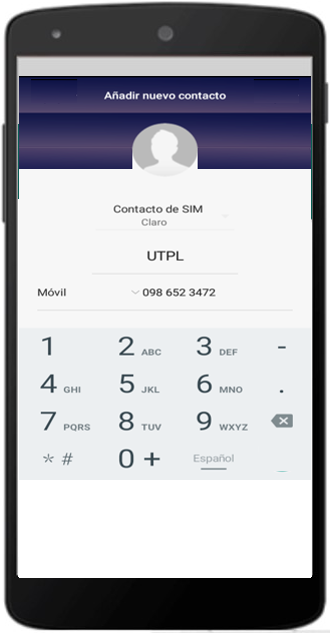 Añadir nuevo contacto
Contacto de SIM
Claro
UTPL
Móvil 098 652 3472
1 2 ABC 3 DEF -
4 GHI 5 JKL 6 MNO .
7 PQRS 8 TUV 9 WXYZ
* # 0 + Español _